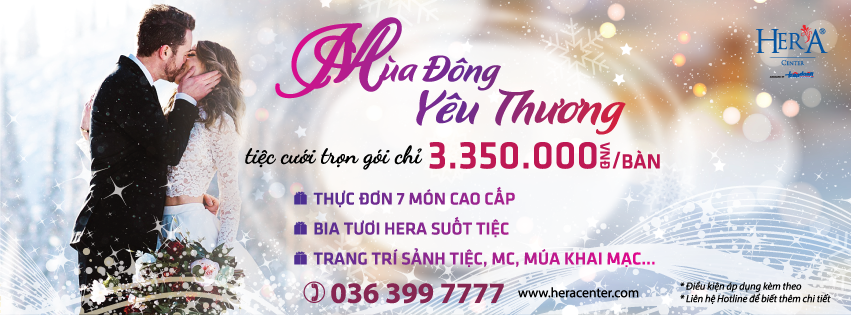 Mùa Đông
Yêu Thương
HERA®
CENTER
tiệc cưới trọn gói chỉ 3.350.000 VNĐ/BÀN
THỰC ĐƠN 7 MÓN CAO CẤP
BIA TƯƠI HERA SUỐT TIỆC
TRANG TRÍ SẢNH TIỆC, MC, MÚA KHAI MẠC...
036 399 7777 www.heracenter.com
* Điều kiện áp dụng kèm theo
* Liên hệ Hotline để biết thêm chi tiết